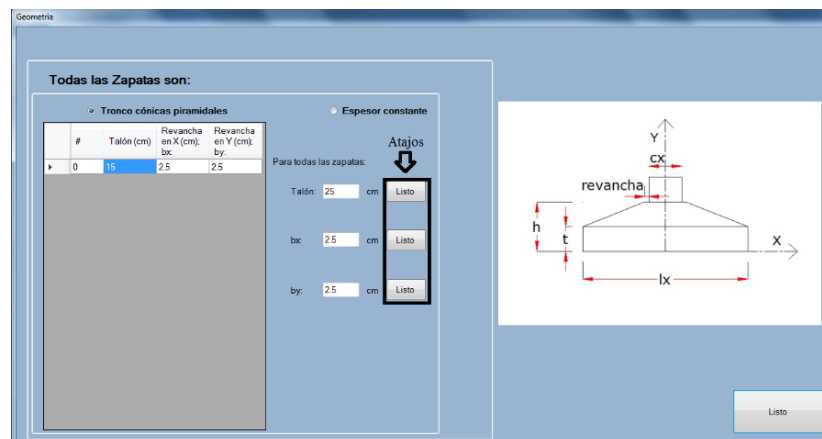 Geometria
Todas las Zapatas son:
Tronco cónicas piramidales
Espesor constante
# Talón (cm) Revancha en X (cm); bx: Revancha en Y (cm); by:
0 15 2.5 2.5
Atajos
Para todas las zapatas:
Talón: 25 cm Listo
bx: 2.5 cm Listo
by: 2.5 cm Listo
Y
cx
revancha
h
t
X
lx
Listo